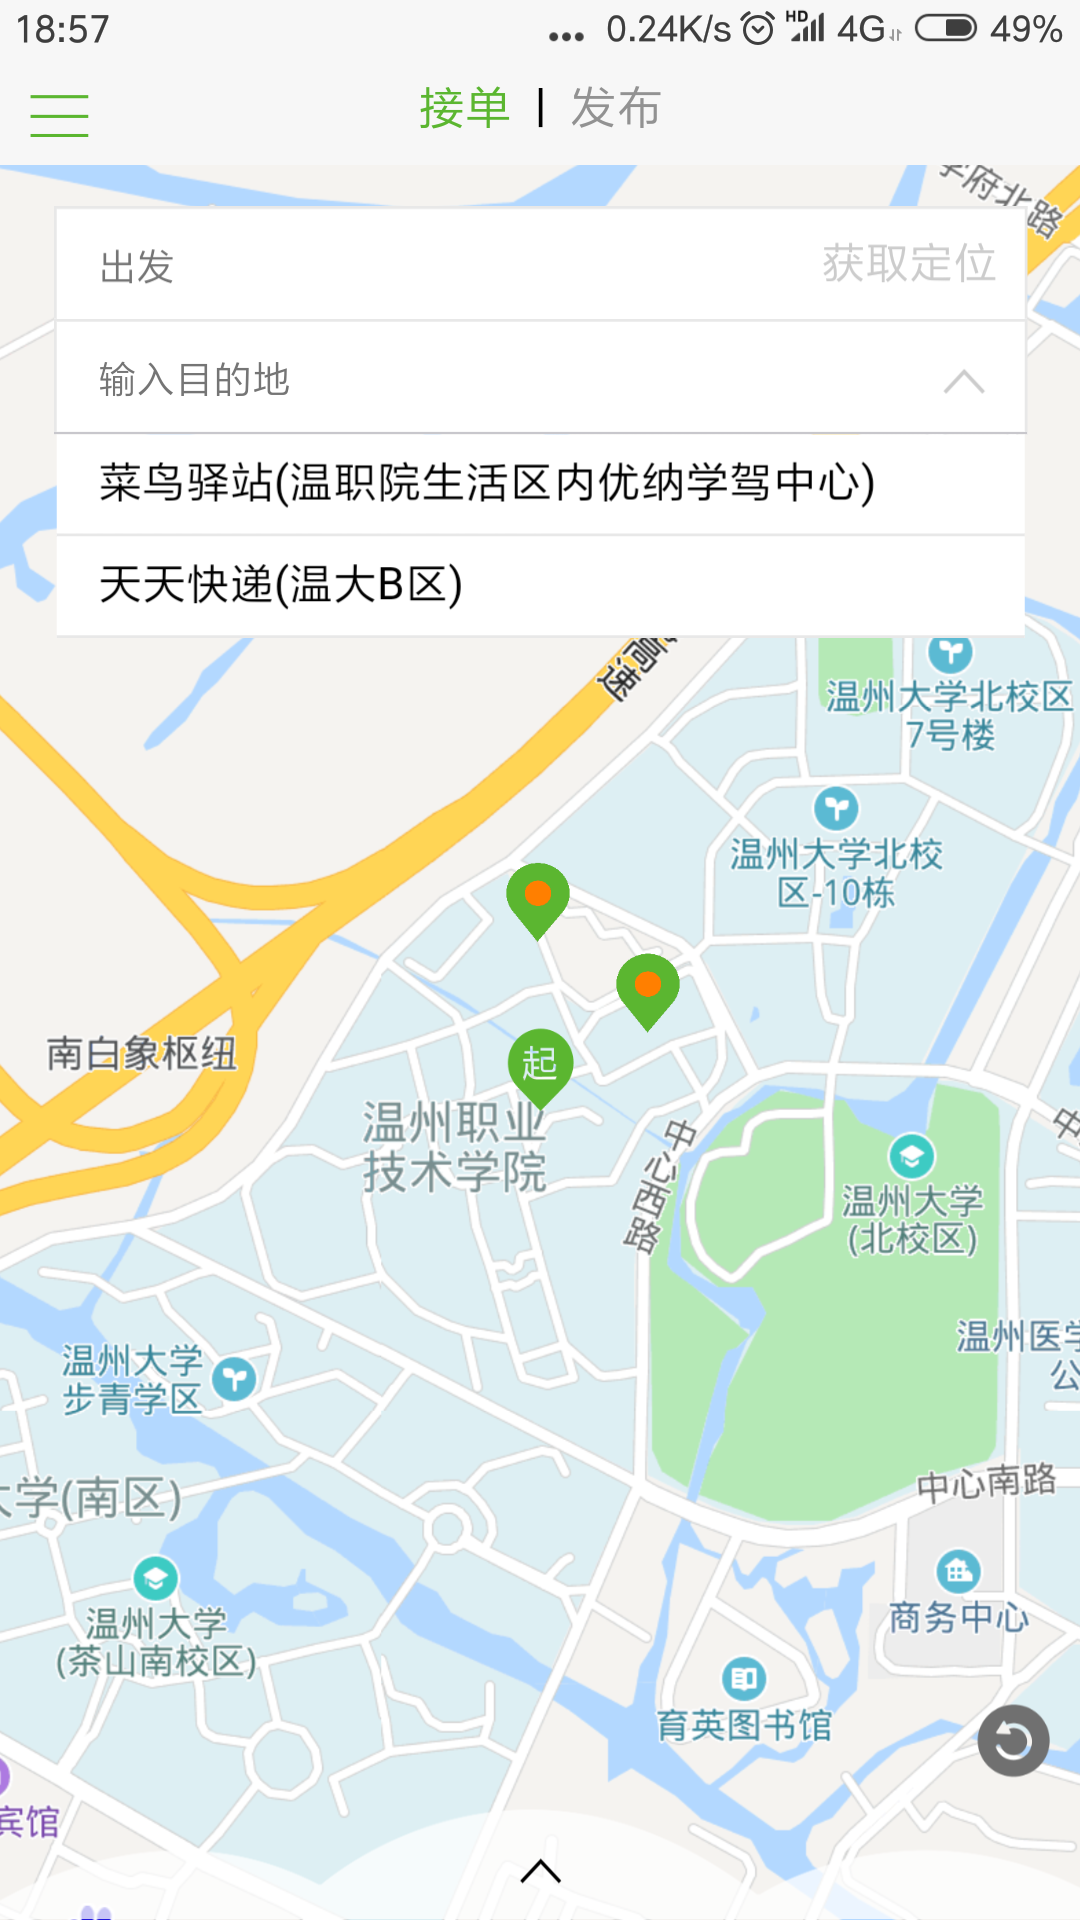 18:57
... 0.24K/s HD 4G 49%
接单 | 发布
学府北路
出发
获取定位
输入目的地
菜鸟驿站(温职院生活区内优纳学驾中心)
天天快递(温大B区)
高速
温州大学北校区
7号楼
温州大学北校
区-10栋
南白象枢纽
起
温州职业
技术学院
中心西路
中
温州大学
(北校区)
温州医学
公
温州大学
步青学区
大学(南区)
中心南路
温州大学
(茶山南校区)
商务中心
育英图书馆
宾馆